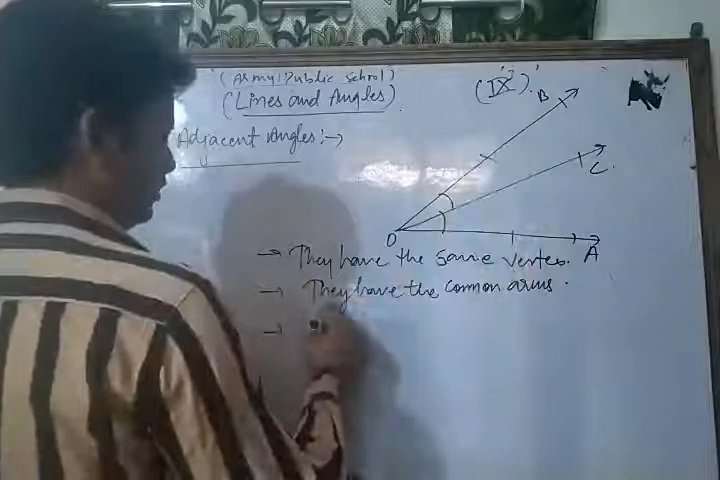 (Army Public School)
(Lines and Angles).
(IX).
Adjacent Angles:→
B
C.
O
A
→ They have the same vertex.
→ They have the common arms.
→